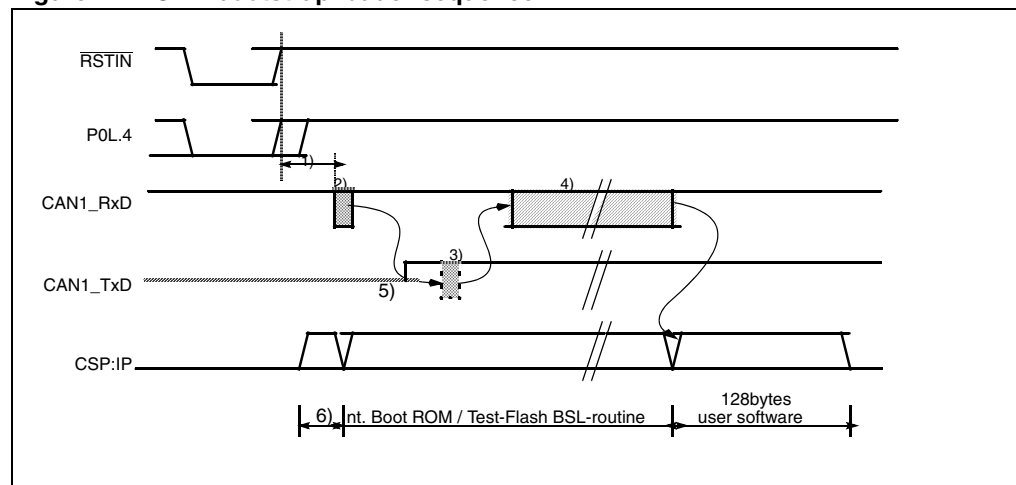 RSTIN
P0L.4
1)
2)
4)
CAN1_RxD
3)
CAN1_TxD
5)
CSP:IP
6)
nt. Boot ROM / Test-Flash BSL-routine
128bytes
user software